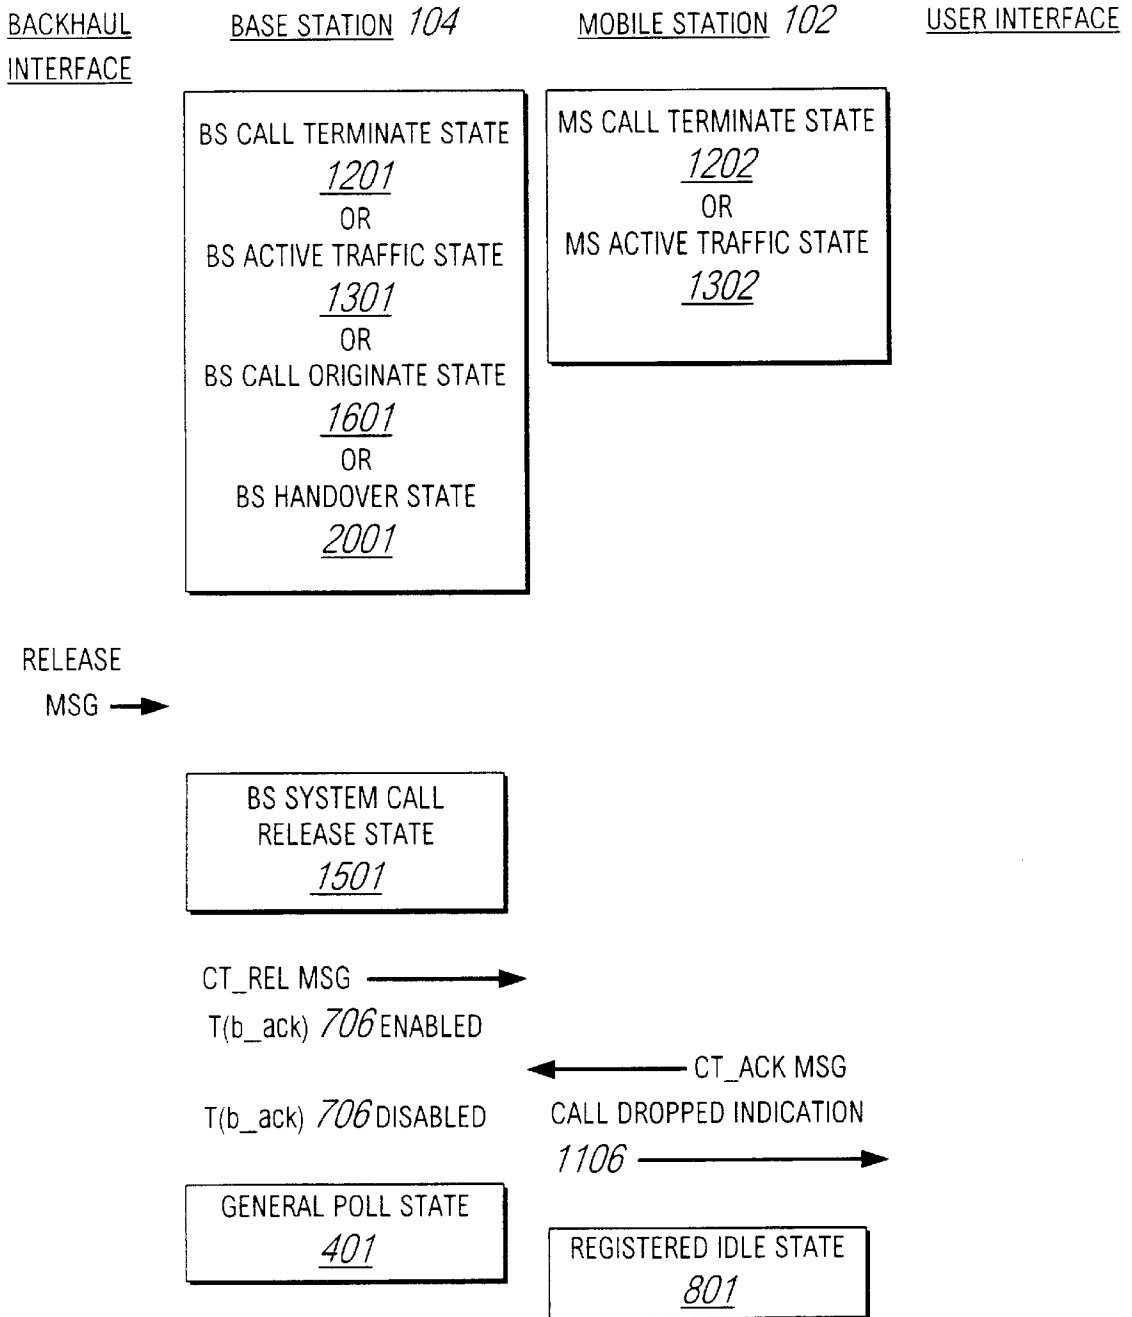 BACKHAUL INTERFACE
BASE STATION 104
MOBILE STATION 102
USER INTERFACE
BS CALL TERMINATE STATE
1201
OR
BS ACTIVE TRAFFIC STATE
1301
OR
BS CALL ORIGINATE STATE
1601
OR
BS HANDOVER STATE
2001
MS CALL TERMINATE STATE
1202
OR
MS ACTIVE TRAFFIC STATE
1302
RELEASE
MSG
BS SYSTEM CALL
RELEASE STATE
1501
CT_REL MSG
T(b_ack) 706 ENABLED
CT_ACK MSG
T(b_ack) 706 DISABLED
CALL DROPPED INDICATION
1106
GENERAL POLL STATE
401
REGISTERED IDLE STATE
801